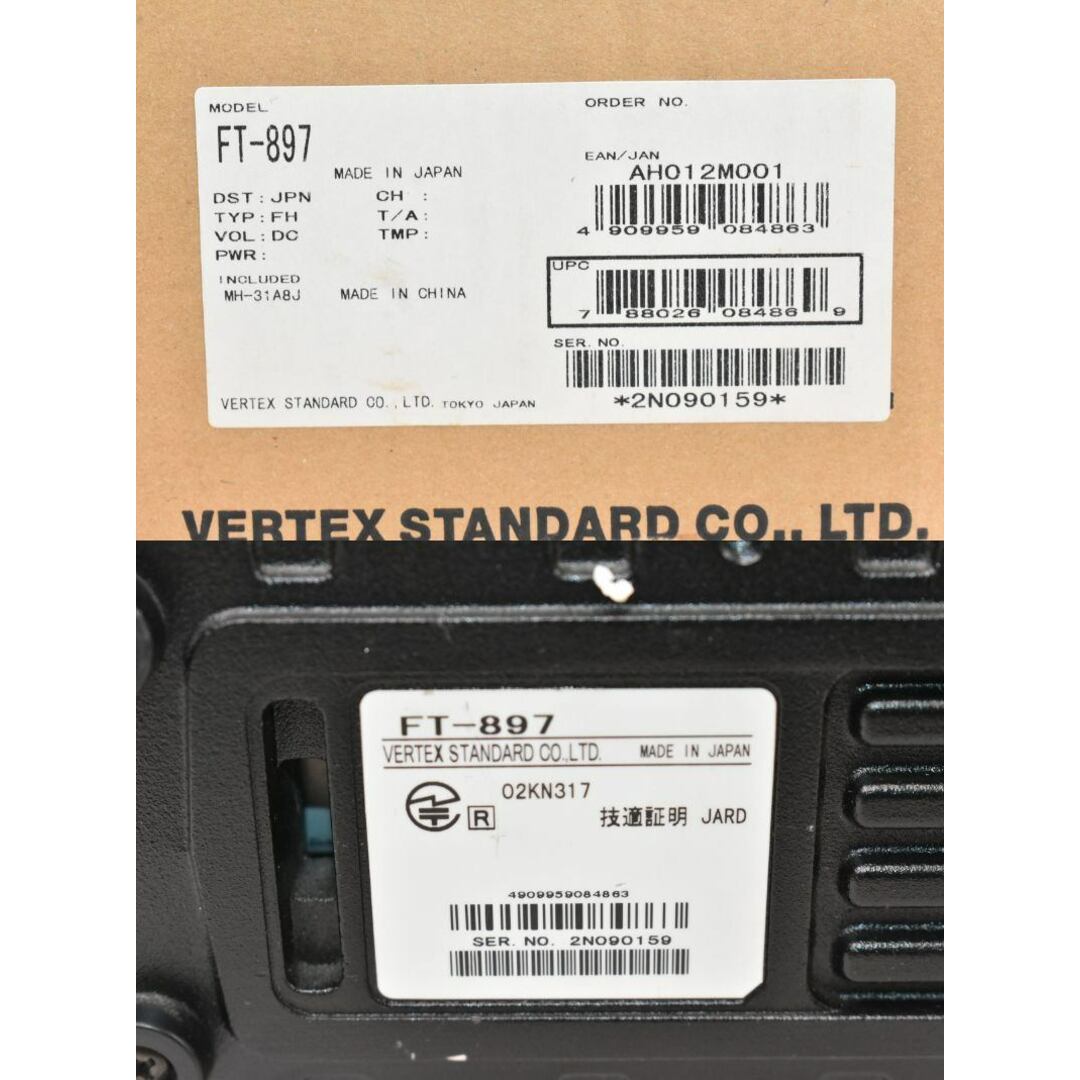 MODEL
FT-897
MADE IN JAPAN
DST: JPN CH :
TYP: FH T/A:
VOL: DC TMP:
PWR:
INCLUDED
MH-31A8J MADE IN CHINA
VERTEX STANDARD CO.,LTD. TOKYO JAPAN
ORDER NO.
EAN/JAN
AH012M001
4 909959 084863
UPC
7 88026 08486 9
SER. NO.
*2N090159*
VERTEX STANDARD CO., LTD.
FT-897
VERTEX STANDARD CO.,LTD. MADE IN JAPAN
R 02KN317
技適証明 JARD
4909959084863
SER. NO. 2N090159